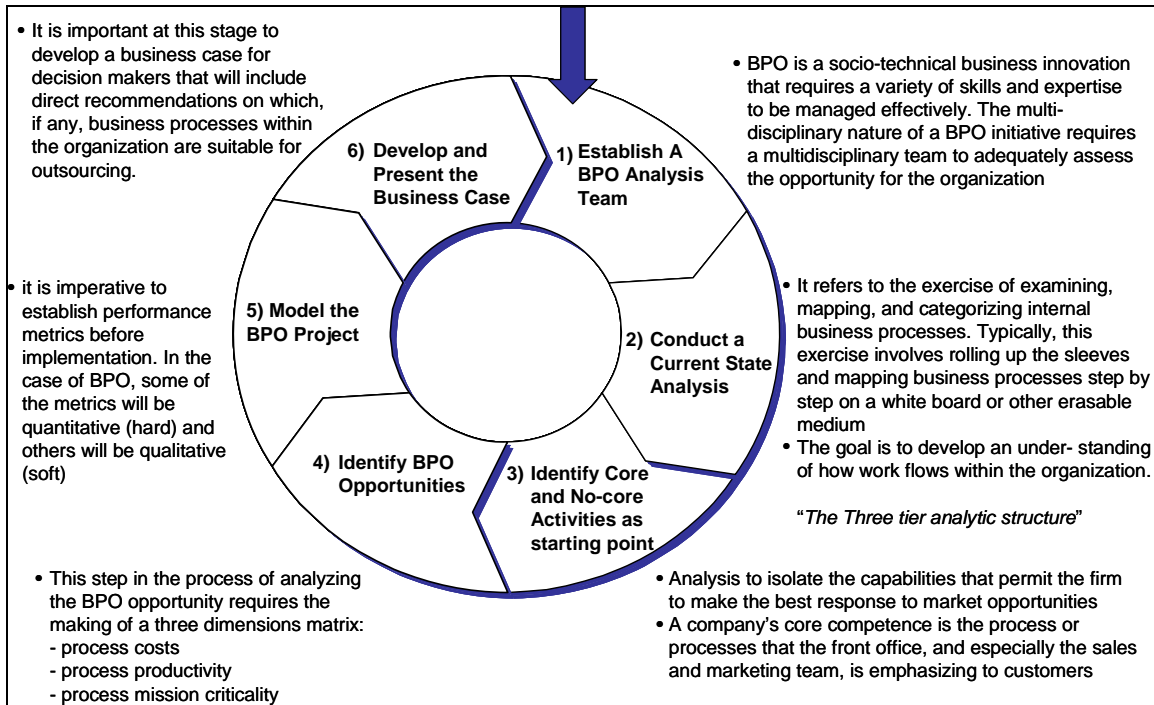 • It is important at this stage to
develop a business case for
decision makers that will include
direct recommendations on which,
if any, business processes within
the organization are suitable for
outsourcing.
• BPO is a socio-technical business innovation
that requires a variety of skills and expertise
to be managed effectively. The multi-
disciplinary nature of a BPO initiative requires
a multidisciplinary team to adequately assess
the opportunity for the organization
6) Develop and
Present the
Business Case
1) Establish A
BPO Analysis
Team
• it is imperative to
establish performance
metrics before
implementation. In the
case of BPO, some of
the metrics will be
quantitative (hard) and
others will be qualitative
(soft)
5) Model the
BPO Project
2) Conduct a
Current State
Analysis
• It refers to the exercise of examining,
mapping, and categorizing internal
business processes. Typically, this
exercise involves rolling up the sleeves
and mapping business processes step by
step on a white board or other erasable
medium
• The goal is to develop an under- standing
of how work flows within the organization.
“The Three tier analytic structure”
4) Identify BPO
Opportunities
3) Identify Core
and No-core
Activities as
starting point
• This step in the process of analyzing
the BPO opportunity requires the
making of a three dimensions matrix:
- process costs
- process productivity
- process mission criticality
• Analysis to isolate the capabilities that permit the firm
to make the best response to market opportunities
• A company’s core competence is the process or
processes that the front office, and especially the sales
and marketing team, is emphasizing to customers